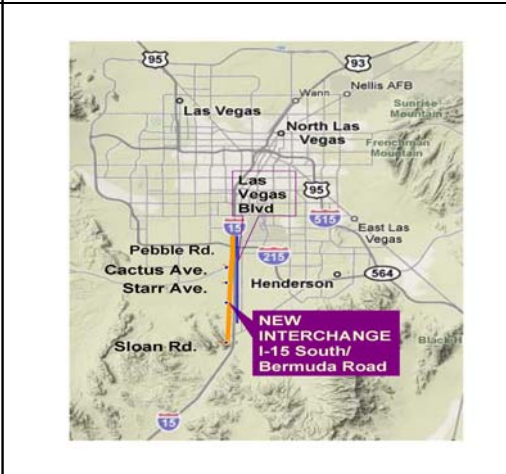 95
93
Nellis AFB
Wann
Las Vegas
Sunrise
Mountain
North Las
Vegas
Frenchman
Mountain
Las
Vegas
Blvd
95
15
515
East Las
Vegas
Pebble Rd.
215
Cactus Ave.
Henderson
564
Starr Ave.
NEW
INTERCHANGE
I-15 South/
Bermuda Road
Sloan Rd.
Black H
15